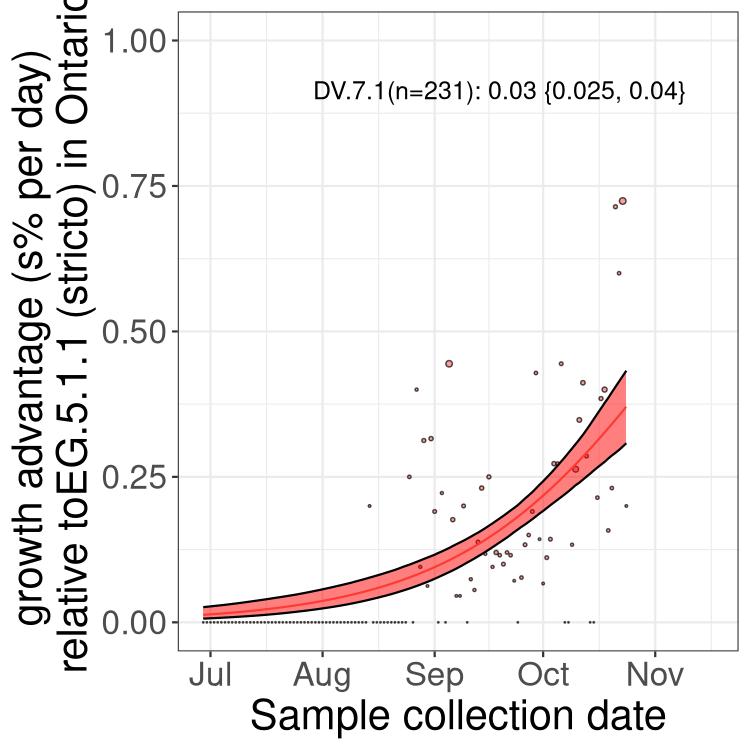 growth advantage (s% per day)
relative toEG.5.1.1 (stricto) in Ontario
1.00
0.75
0.50
0.25
0.00
DV.7.1(n=231): 0.03 {0.025, 0.04}
Jul Aug Sep Oct Nov
Sample collection date